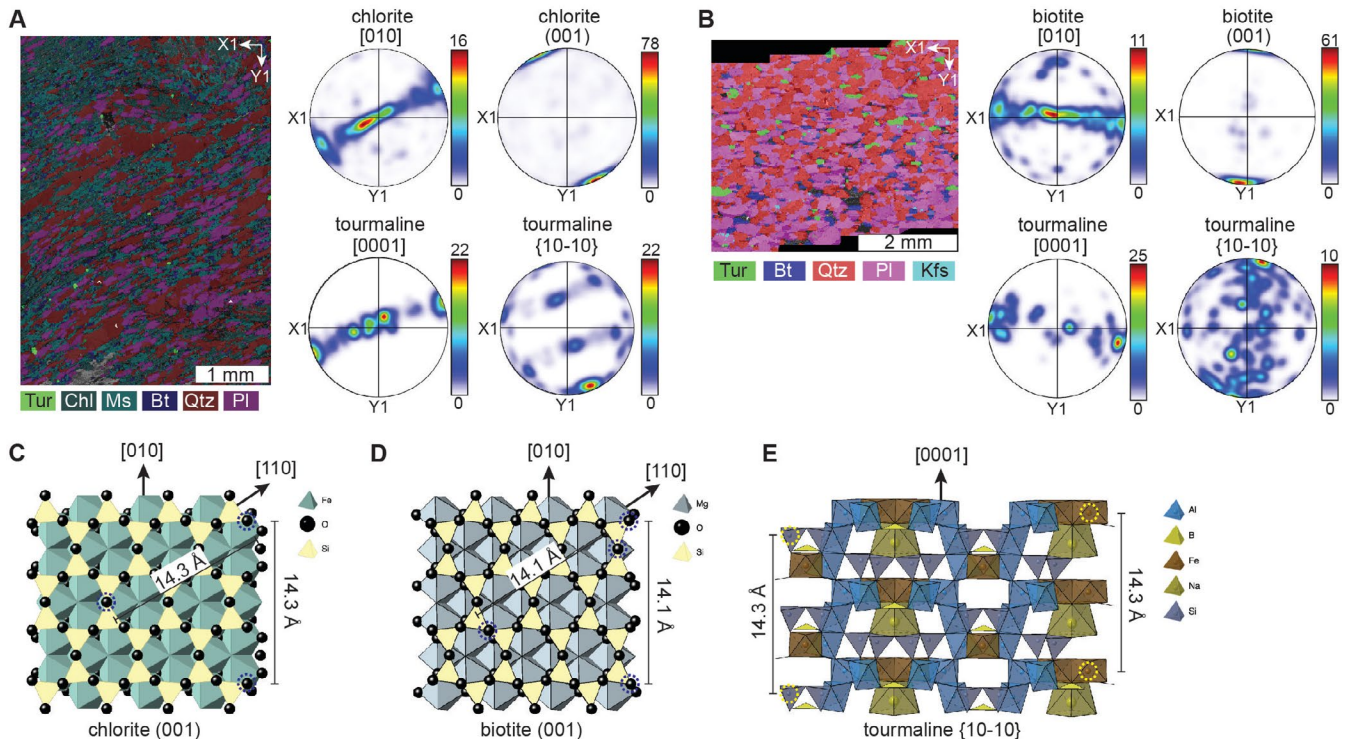 A
X1
Y1
1 mm
Tur Chl Ms Bt Qtz Pl
chlorite
[010]
16
X1
Y1
0
chlorite
(001)
78
X1
Y1
0
tourmaline
[0001]
22
X1
Y1
0
tourmaline
{10-10}
22
X1
Y1
0
B
X1
Y1
2 mm
Tur Bt Qtz Pl Kfs
biotite
[010]
11
X1
Y1
0
biotite
(001)
61
X1
Y1
0
tourmaline
[0001]
25
X1
Y1
0
tourmaline
{10-10}
10
X1
Y1
0
C
[010]
[110]
14.3 Å
14.3 Å
Fe
O
Si
chlorite (001)
D
[010]
[110]
14.1 Å
14.1 Å
Mg
O
Si
biotite (001)
E
[0001]
14.3 Å
14.3 Å
Al
B
Fe
Na
Si
tourmaline {10-10}